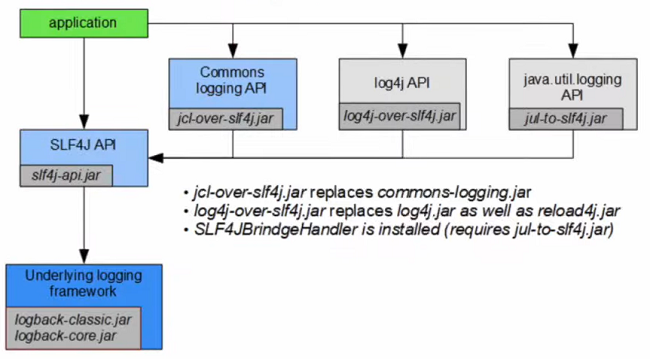 application
Commons
logging API
jcl-over-slf4j.jar
log4j API
log4j-over-slf4j.jar
java.util.logging
API
jul-to-slf4j.jar
SLF4J API
slf4j-api.jar
• jcl-over-slf4j.jar replaces commons-logging.jar
• log4j-over-slf4j.jar replaces log4j.jar as well as reload4j.jar
• SLF4JBrindgeHandler is installed (requires jul-to-slf4j.jar)
Underlying logging
framework
logback-classic.jar
logback-core.jar